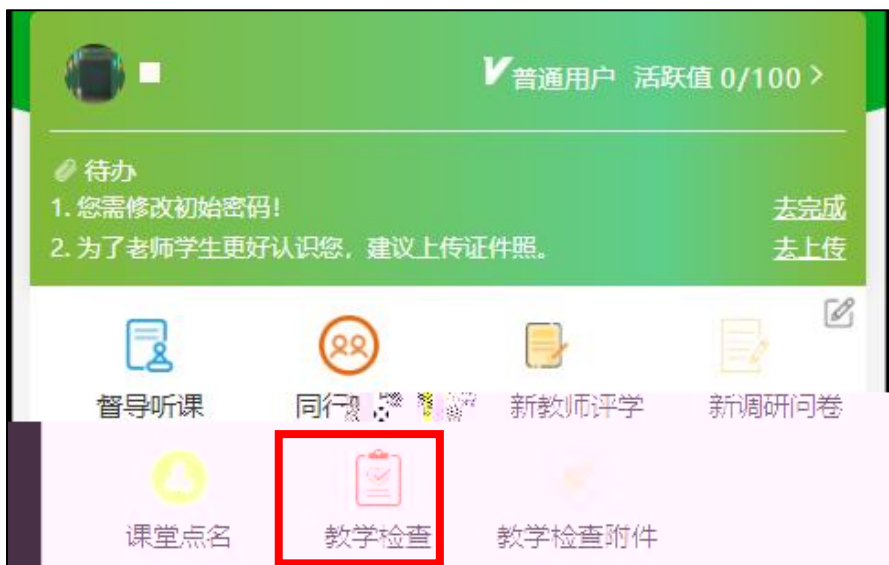 V普通用户 活跃值 0/100 >
待办
1. 您需修改初始密码！ 去完成
2. 为了老师学生更好认识您，建议上传证件照。 去上传
督导听课 同行 新教师评学 新调研问卷
课堂点名 教学检查 教学检查附件